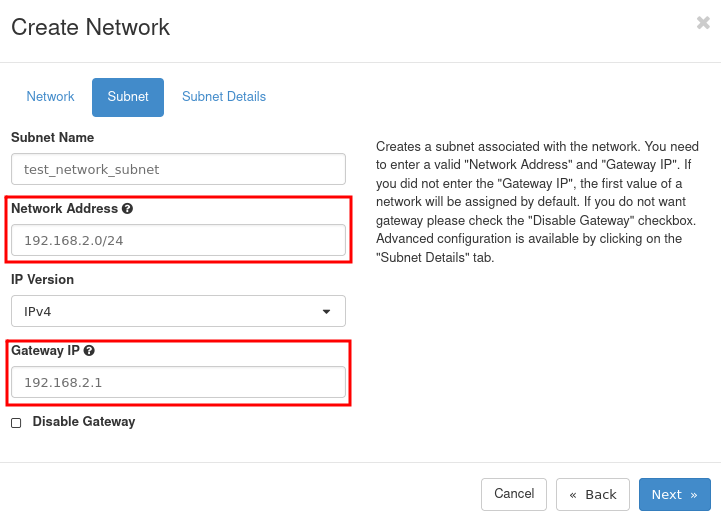 Create Network
Network
Subnet
Subnet Details
Subnet Name
test_network_subnet
Network Address
192.168.2.0/24
IP Version
IPv4
Gateway IP
192.168.2.1
Disable Gateway
Creates a subnet associated with the network. You need
to enter a valid "Network Address" and "Gateway IP". If
you did not enter the "Gateway IP", the first value of a
network will be assigned by default. If you do not want
gateway please check the "Disable Gateway" checkbox.
Advanced configuration is available by clicking on the
"Subnet Details" tab.
Cancel
« Back
Next »